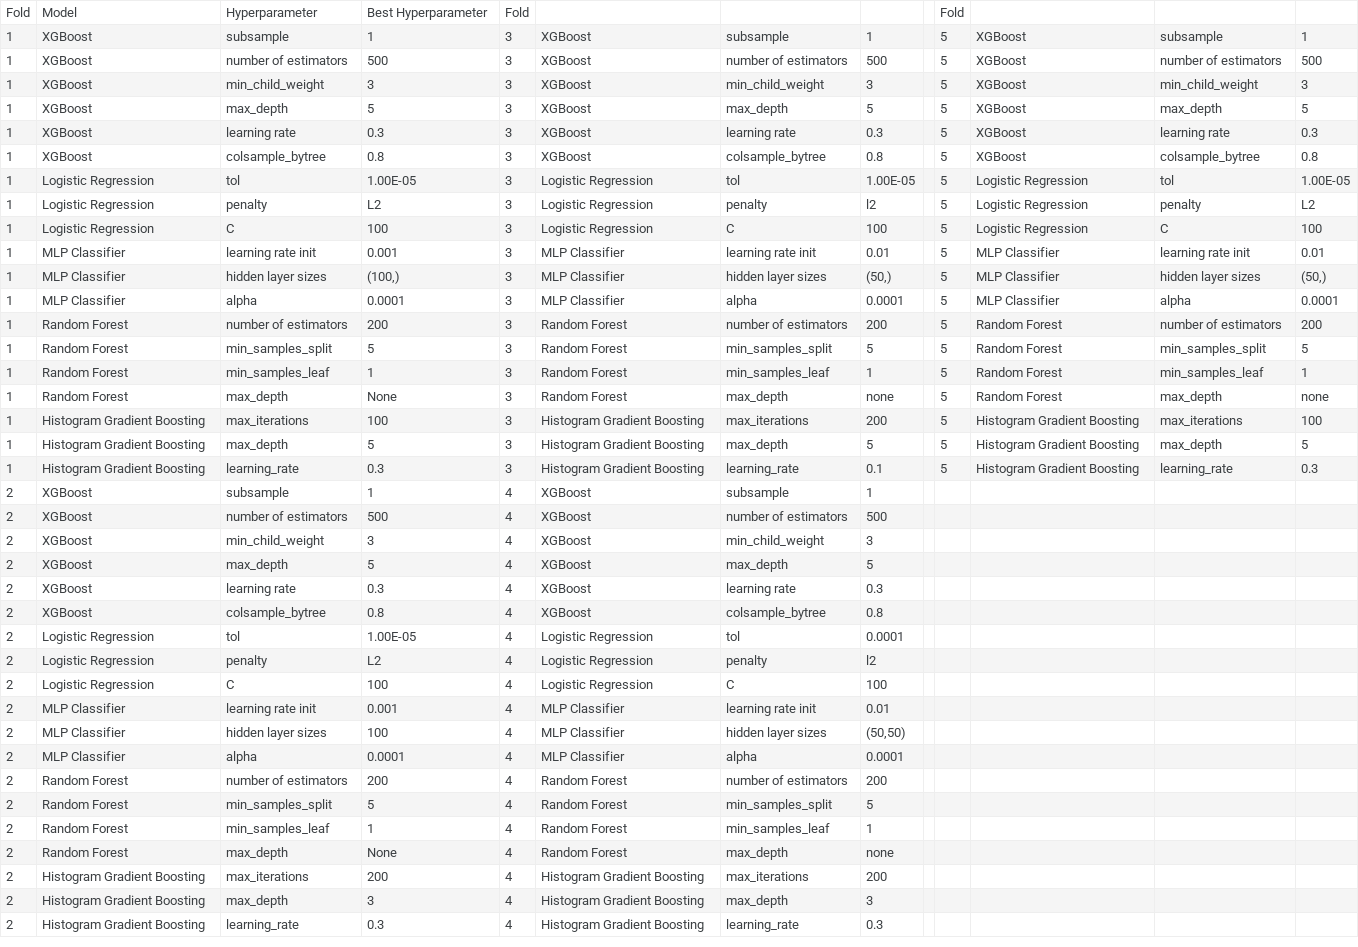 Fold Model Hyperparameter Best Hyperparameter Fold Fold
1 XGBoost subsample 1 3 XGBoost subsample 1 5 XGBoost subsample 1
1 XGBoost number of estimators 500 3 XGBoost number of estimators 500 5 XGBoost number of estimators 500
1 XGBoost min_child_weight 3 3 XGBoost min_child_weight 3 5 XGBoost min_child_weight 3
1 XGBoost max_depth 5 3 XGBoost max_depth 5 5 XGBoost max_depth 5
1 XGBoost learning rate 0.3 3 XGBoost learning rate 0.3 5 XGBoost learning rate 0.3
1 XGBoost colsample_bytree 0.8 3 XGBoost colsample_bytree 0.8 5 XGBoost colsample_bytree 0.8
1 Logistic Regression tol 1.00E-05 3 Logistic Regression tol 1.00E-05 5 Logistic Regression tol 1.00E-05
1 Logistic Regression penalty L2 3 Logistic Regression penalty l2 5 Logistic Regression penalty L2
1 Logistic Regression C 100 3 Logistic Regression C 100 5 Logistic Regression C 100
1 MLP Classifier learning rate init 0.001 3 MLP Classifier learning rate init 0.01 5 MLP Classifier learning rate init 0.01
1 MLP Classifier hidden layer sizes (100,) 3 MLP Classifier hidden layer sizes (50,) 5 MLP Classifier hidden layer sizes (50,)
1 MLP Classifier alpha 0.0001 3 MLP Classifier alpha 0.0001 5 MLP Classifier alpha 0.0001
1 Random Forest number of estimators 200 3 Random Forest number of estimators 200 5 Random Forest number of estimators 200
1 Random Forest min_samples_split 5 3 Random Forest min_samples_split 5 5 Random Forest min_samples_split 5
1 Random Forest min_samples_leaf 1 3 Random Forest min_samples_leaf 1 5 Random Forest min_samples_leaf 1
1 Random Forest max_depth None 3 Random Forest max_depth none 5 Random Forest max_depth none
1 Histogram Gradient Boosting max_iterations 100 3 Histogram Gradient Boosting max_iterations 200 5 Histogram Gradient Boosting max_iterations 100
1 Histogram Gradient Boosting max_depth 5 3 Histogram Gradient Boosting max_depth 5 5 Histogram Gradient Boosting max_depth 5
1 Histogram Gradient Boosting learning_rate 0.3 3 Histogram Gradient Boosting learning_rate 0.1 5 Histogram Gradient Boosting learning_rate 0.3
2 XGBoost subsample 1 4 XGBoost subsample 1
2 XGBoost number of estimators 500 4 XGBoost number of estimators 500
2 XGBoost min_child_weight 3 4 XGBoost min_child_weight 3
2 XGBoost max_depth 5 4 XGBoost max_depth 5
2 XGBoost learning rate 0.3 4 XGBoost learning rate 0.3
2 XGBoost colsample_bytree 0.8 4 XGBoost colsample_bytree 0.8
2 Logistic Regression tol 1.00E-05 4 Logistic Regression tol 0.0001
2 Logistic Regression penalty L2 4 Logistic Regression penalty l2
2 Logistic Regression C 100 4 Logistic Regression C 100
2 MLP Classifier learning rate init 0.001 4 MLP Classifier learning rate init 0.01
2 MLP Classifier hidden layer sizes 100 4 MLP Classifier hidden layer sizes (50,50)
2 MLP Classifier alpha 0.0001 4 MLP Classifier alpha 0.0001
2 Random Forest number of estimators 200 4 Random Forest number of estimators 200
2 Random Forest min_samples_split 5 4 Random Forest min_samples_split 5
2 Random Forest min_samples_leaf 1 4 Random Forest min_samples_leaf 1
2 Random Forest max_depth None 4 Random Forest max_depth none
2 Histogram Gradient Boosting max_iterations 200 4 Histogram Gradient Boosting max_iterations 200
2 Histogram Gradient Boosting max_depth 3 4 Histogram Gradient Boosting max_depth 3
2 Histogram Gradient Boosting learning_rate 0.3 4 Histogram Gradient Boosting learning_rate 0.3